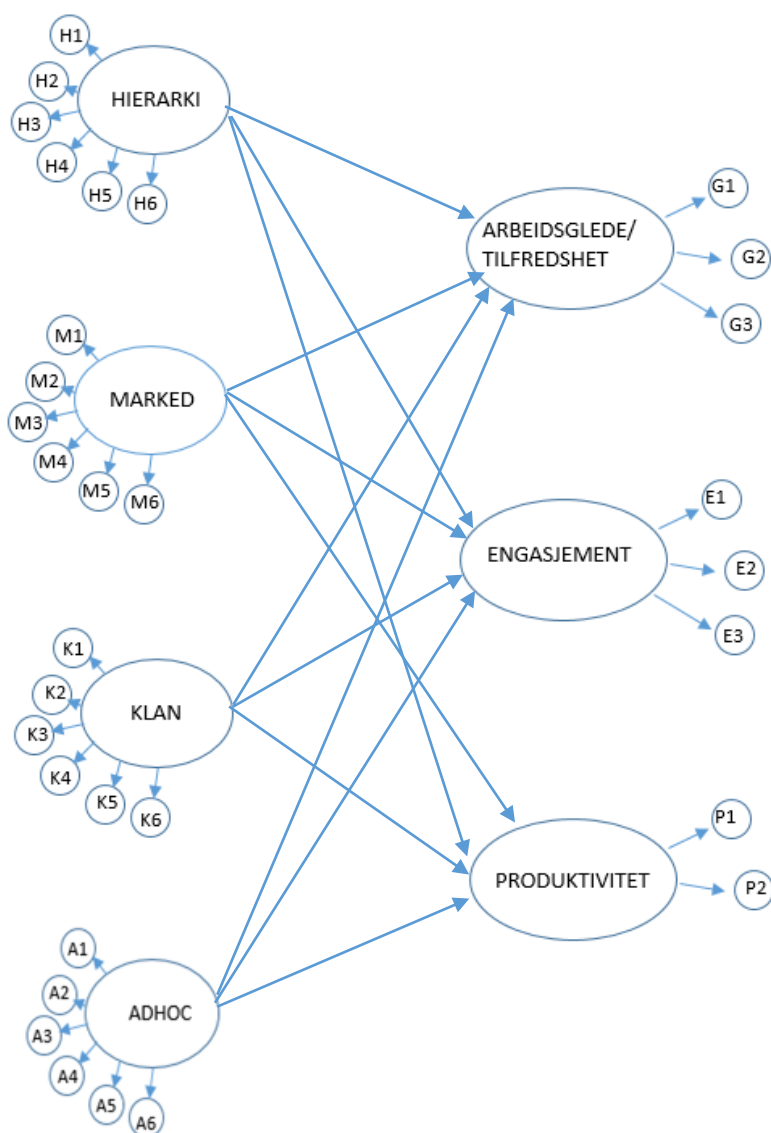 H1
H2
H3
H4
H5
H6
HIERARKI
M1
M2
M3
M4
M5
M6
MARKED
K1
K2
K3
K4
K5
K6
KLAN
A1
A2
A3
A4
A5
A6
ADHOC
ARBEIDSGLEDE/
TILFREDSHET
G1
G2
G3
ENGASJEMENT
E1
E2
E3
PRODUKTIVITET
P1
P2